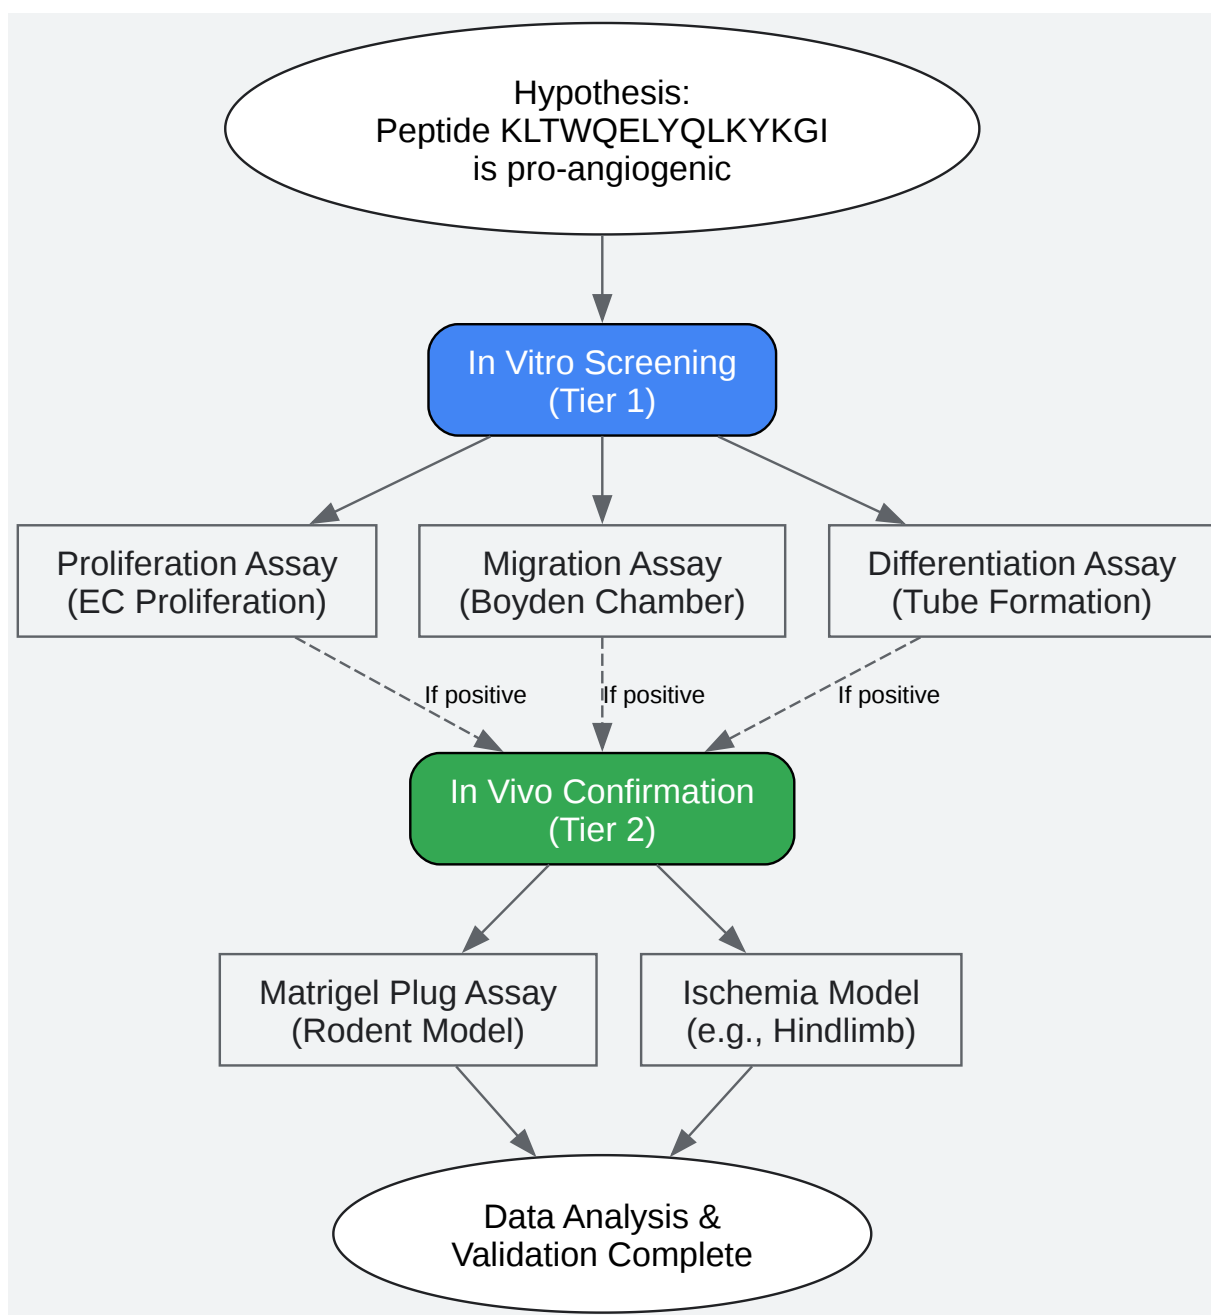 Hypothesis:
Peptide KLTWQELYQLKYKGI
is pro-angiogenic
In Vitro Screening
(Tier 1)
Proliferation Assay
(EC Proliferation)
Migration Assay
(Boyden Chamber)
Differentiation Assay
(Tube Formation)
If positive
If positive
If positive
In Vivo Confirmation
(Tier 2)
Matrigel Plug Assay
(Rodent Model)
Ischemia Model
(e.g., Hindlimb)
Data Analysis &
Validation Complete